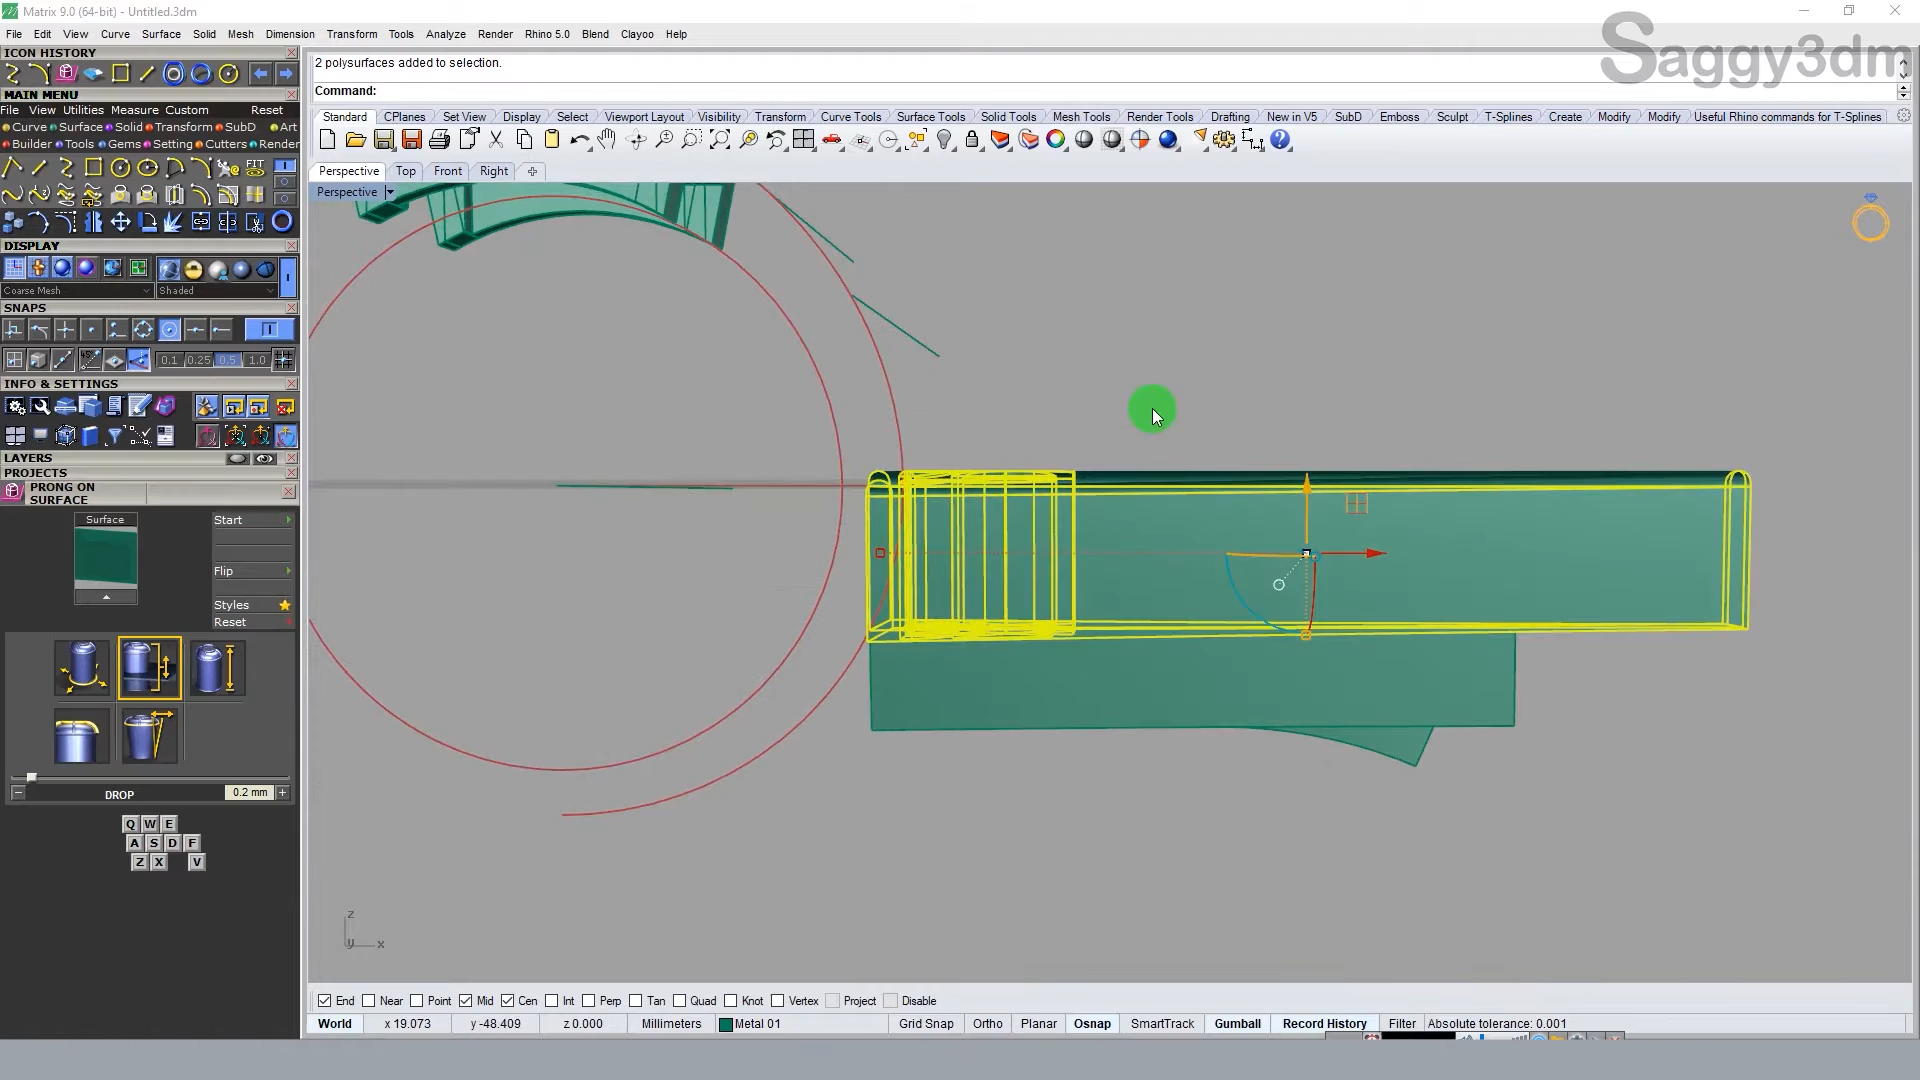 Matrix 9.0 (64-bit) - Untitled.3dm
Saggy3dm
File Edit View Curve Surface Solid Mesh Dimension Transform Tools Analyze Render Rhino 5.0 Blend Clayoo Help
ICON HISTORY
2 polysurfaces added to selection.
Command:
MAIN MENU
File View Utilities Measure Custom Reset
Curve Surface Solid Transform SubD Art
Builder Tools Gems Setting Cutters Render
Standard CPlanes Set View Display Select Viewport Layout Visibility Transform Curve Tools Surface Tools Solid Tools Mesh Tools Render Tools Drafting New in V5 SubD Emboss Sculpt T-Splines Create Modify Modify Useful Rhino commands for T-Splines
FIT
Perspective Top Front Right
Perspective
DISPLAY
Coarse Mesh Shaded
SNAPS
0.1 0.25 0.5 1.0
INFO & SETTINGS
LAYERS
PROJECTS
PRONG ON
SURFACE
Surface Start
Flip
Styles
Reset
DROP 0.2 mm
Q W E
A S D F
Z X V
z
y x
End Near Point Mid Cen Int Perp Tan Quad Knot Vertex Project Disable
World x 19.073 y -48.409 z 0.000 Millimeters Metal 01 Grid Snap Ortho Planar Osnap SmartTrack Gumball Record History Filter Absolute tolerance: 0.001